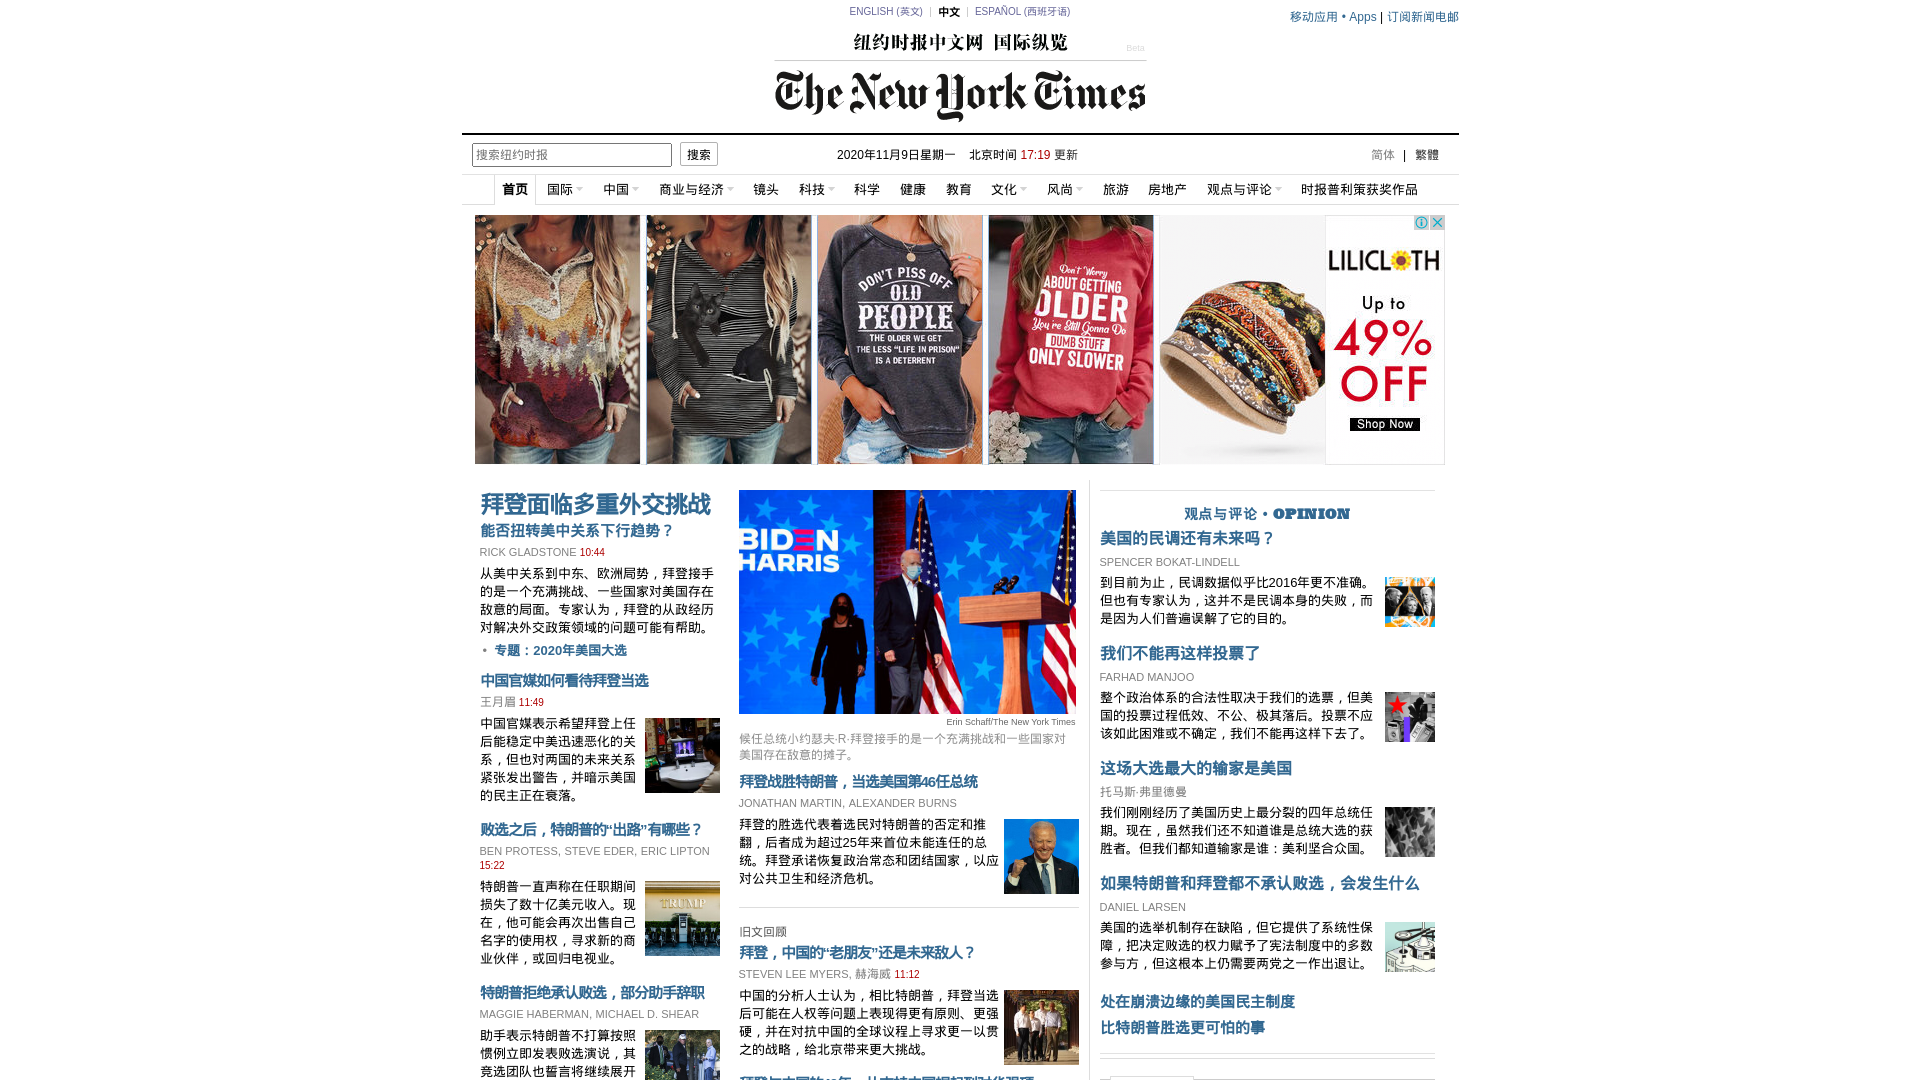 ENGLISH (英文) | 中文 | ESPAÑOL (西班牙语)
移动应用 • Apps | 订阅新闻电邮
纽约时报中文网 国际纵览
Beta
The New York Times
搜索纽约时报
搜索
2020年11月9日星期一 北京时间 17:19 更新
简体 | 繁體
首页 国际 中国 商业与经济 镜头 科技 科学 健康 教育 文化 风尚 旅游 房地产 观点与评论 时报普利策获奖作品
DON'T PISS OFF
OLD
PEOPLE
THE OLDER WE GET
THE LESS "LIFE IN PRISON"
IS A DETERRENT
Don't Worry
ABOUT GETTING
OLDER
You're Still Gonna Do
DUMB STUFF
ONLY SLOWER
LILICLOTH
Up to
49%
OFF
Shop Now
拜登面临多重外交挑战
能否扭转美中关系下行趋势？
RICK GLADSTONE 10:44
从美中关系到中东、欧洲局势，拜登接手
的是一个充满挑战、一些国家对美国存在
敌意的局面。专家认为，拜登的从政经历
对解决外交政策领域的问题可能有帮助。
• 专题：2020年美国大选
中国官媒如何看待拜登当选
王月眉 11:49
中国官媒表示希望拜登上任
后能稳定中美迅速恶化的关
系，但也对两国的未来关系
紧张发出警告，并暗示美国
的民主正在衰落。
败选之后，特朗普的“出路”有哪些？
BEN PROTESS, STEVE EDER, ERIC LIPTON
15:22
特朗普一直声称在任职期间
损失了数十亿美元收入。现
在，他可能会再次出售自己
名字的使用权，寻求新的商
业伙伴，或回归电视业。
TRUMP
特朗普拒绝承认败选，部分助手辞职
MAGGIE HABERMAN, MICHAEL D. SHEAR
助手表示特朗普不打算按照
惯例立即发表败选演说，其
竞选团队也誓言将继续展开
BIDEN
HARRIS
Erin Schaff/The New York Times
候任总统小约瑟夫·R·拜登接手的是一个充满挑战和一些国家对
美国存在敌意的摊子。
拜登战胜特朗普，当选美国第46任总统
JONATHAN MARTIN, ALEXANDER BURNS
拜登的胜选代表着选民对特朗普的否定和推
翻，后者成为超过25年来首位未能连任的总
统。拜登承诺恢复政治常态和团结国家，以应
对公共卫生和经济危机。
旧文回顾
拜登，中国的“老朋友”还是未来敌人？
STEVEN LEE MYERS, 赫海威 11:12
中国的分析人士认为，相比特朗普，拜登当选
后可能在人权等问题上表现得更有原则、更强
硬，并在对抗中国的全球议程上寻求更一以贯
之的战略，给北京带来更大挑战。
观点与评论 • OPINION
美国的民调还有未来吗？
SPENCER BOKAT-LINDELL
到目前为止，民调数据似乎比2016年更不准确。
但也有专家认为，这并不是民调本身的失败，而
是因为人们普遍误解了它的目的。
我们不能再这样投票了
FARHAD MANJOO
整个政治体系的合法性取决于我们的选票，但美
国的投票过程低效、不公、极其落后。投票不应
该如此困难或不确定，我们不能再这样下去了。
这场大选最大的输家是美国
托马斯·弗里德曼
我们刚刚经历了美国历史上最分裂的四年总统任
期。现在，虽然我们还不知道谁是总统大选的获
胜者。但我们都知道输家是谁：美利坚合众国。
如果特朗普和拜登都不承认败选，会发生什么
DANIEL LARSEN
美国的选举机制存在缺陷，但它提供了系统性保
障，把决定败选的权力赋予了宪法制度中的多数
参与方，但这根本上仍需要两党之一作出退让。
处在崩溃边缘的美国民主制度
比特朗普胜选更可怕的事